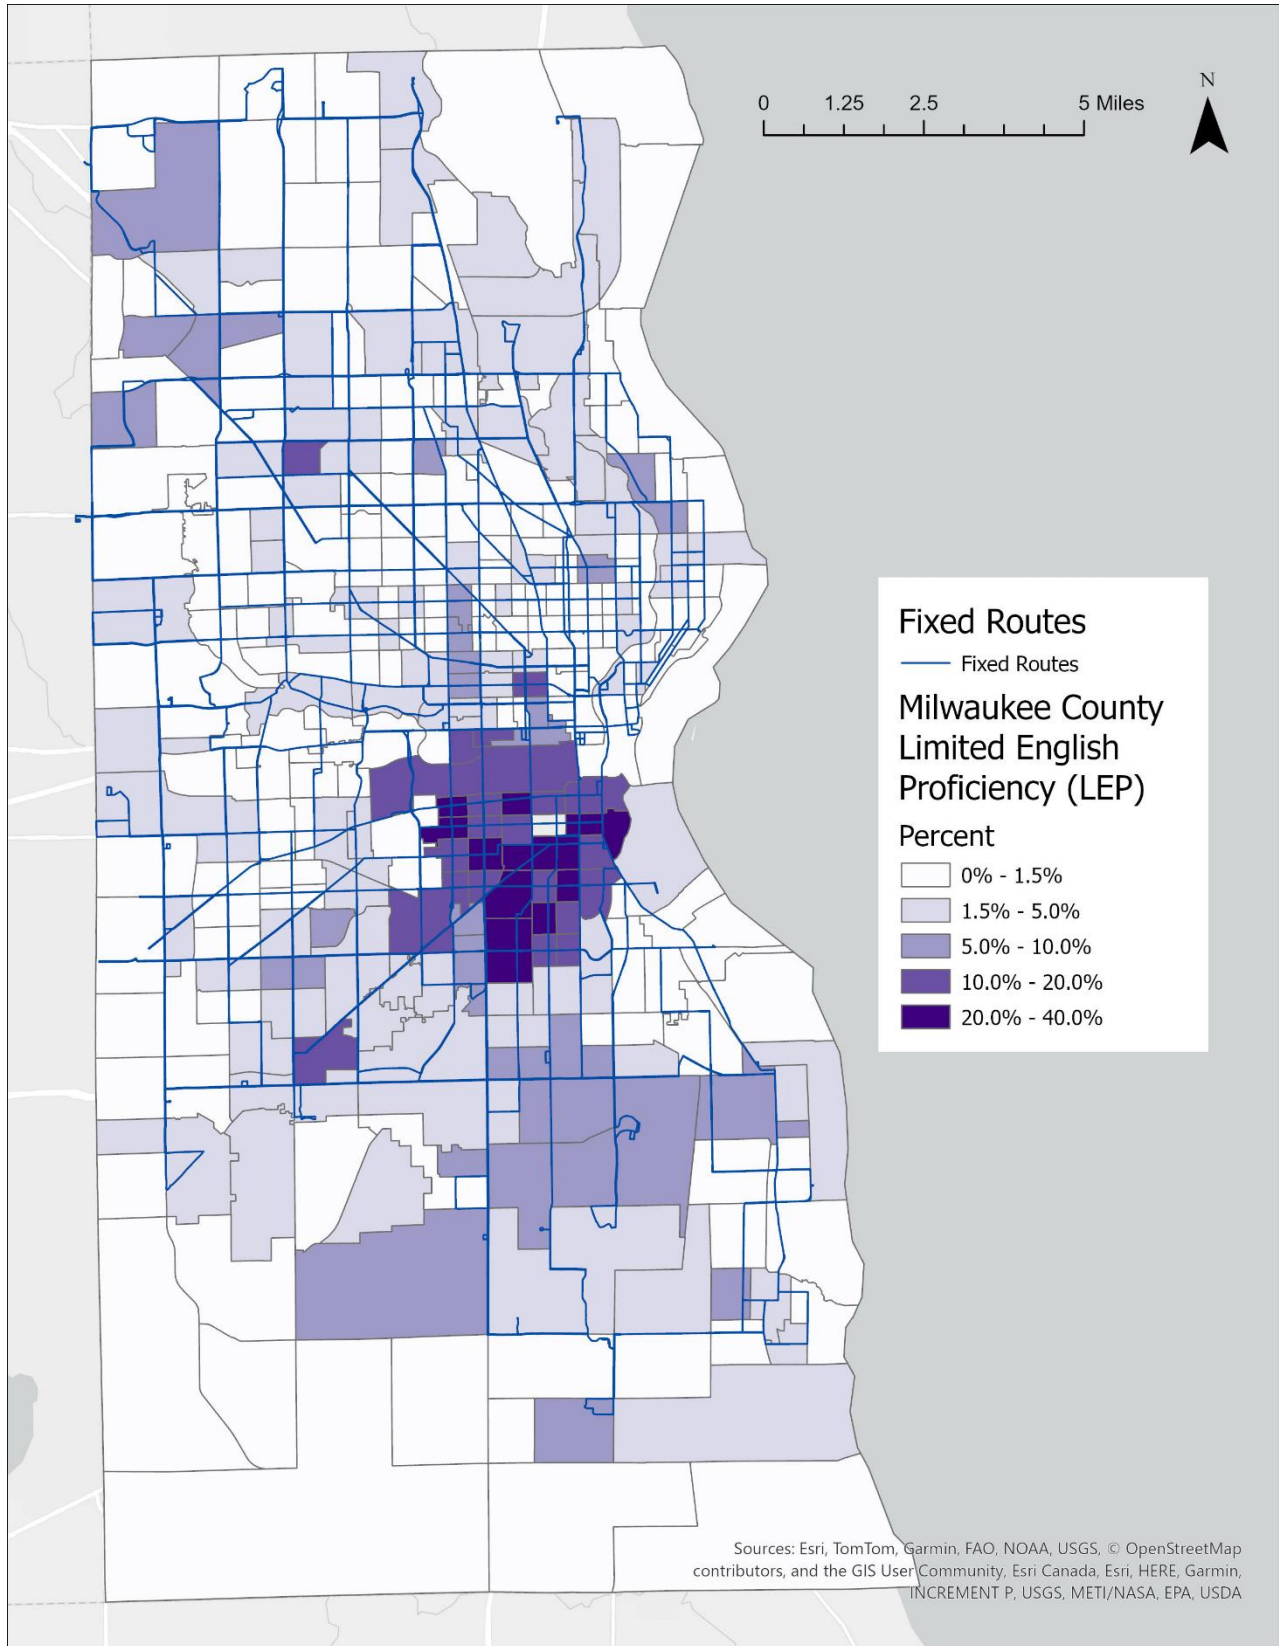 N
0 1.25 2.5 5 Miles
Fixed Routes
Fixed Routes
Milwaukee County
Limited English
Proficiency (LEP)
Percent
0% - 1.5%
1.5% - 5.0%
5.0% - 10.0%
10.0% - 20.0%
20.0% - 40.0%
Sources: Esri, TomTom, Garmin, FAO, NOAA, USGS, © OpenStreetMap
contributors, and the GIS User Community, Esri Canada, Esri, HERE, Garmin,
INCREMENT P, USGS, METI/NASA, EPA, USDA